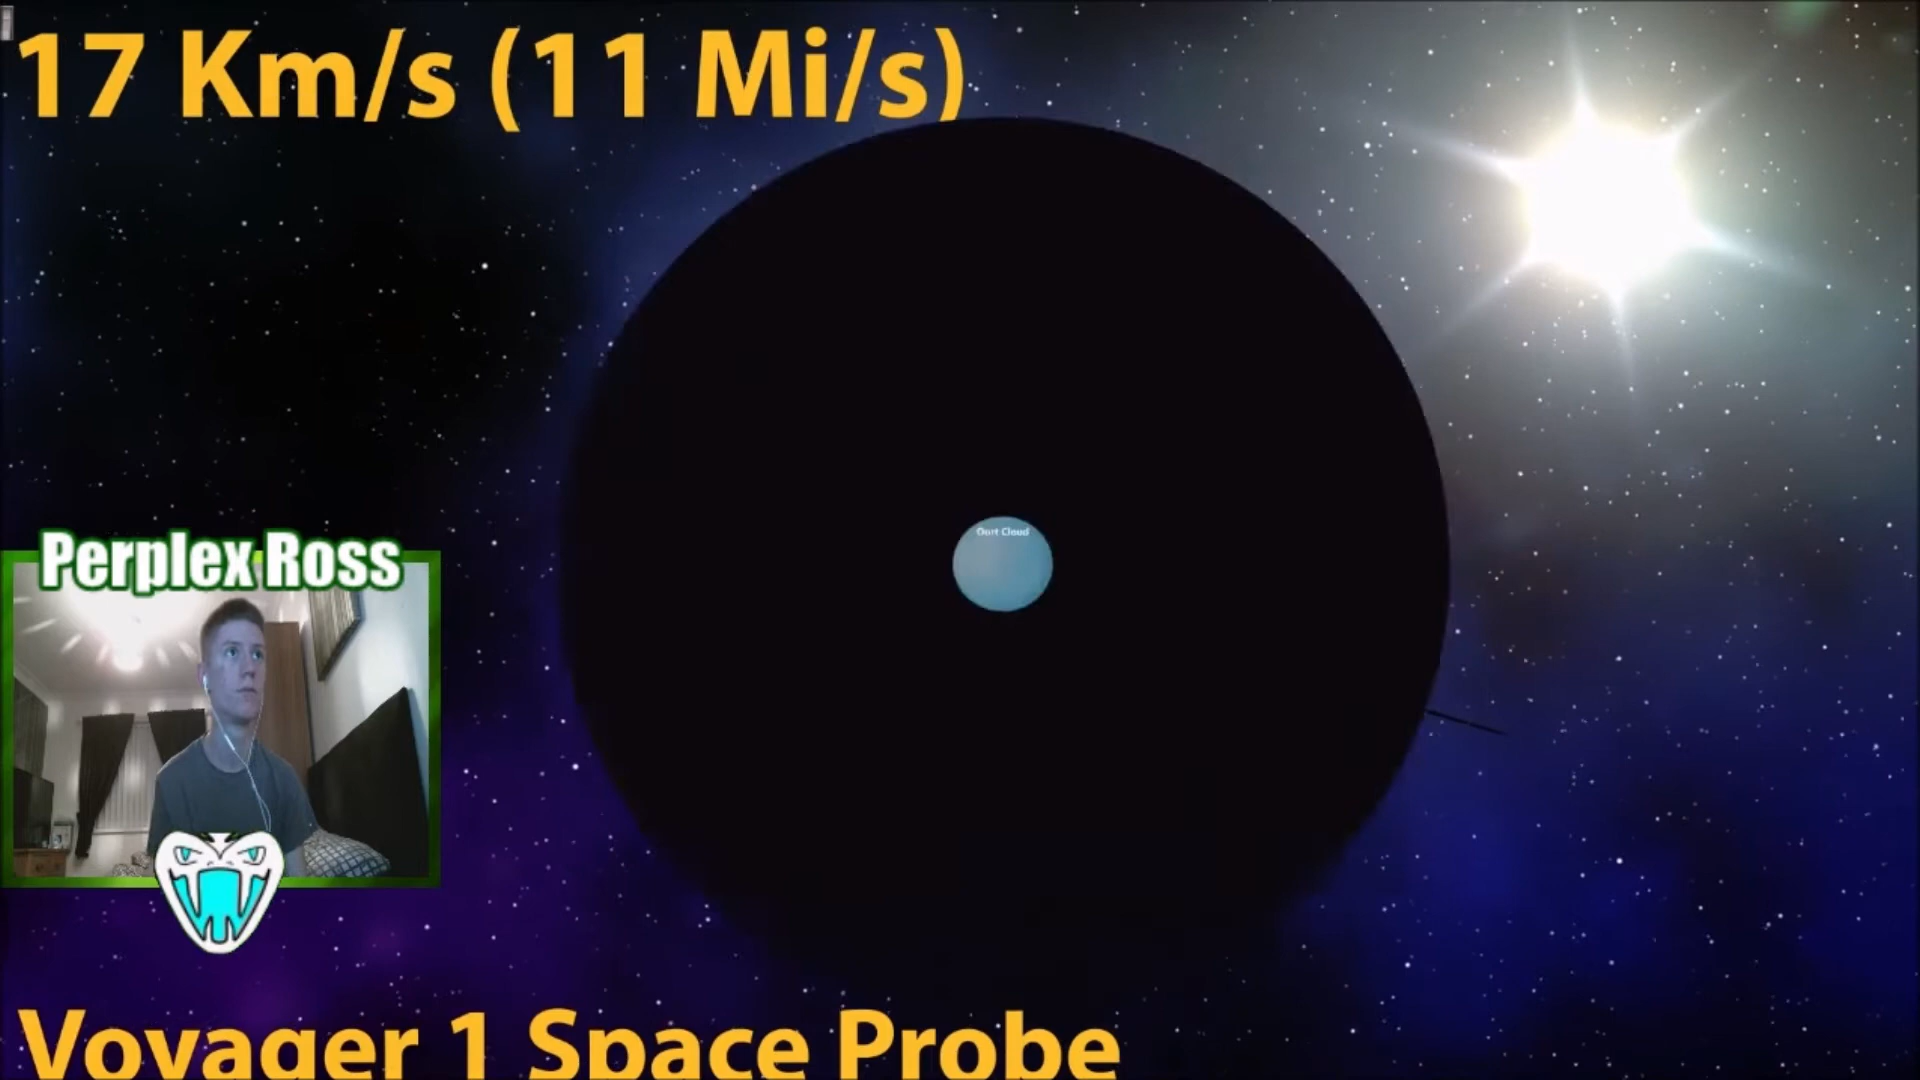 17 Km/s (11 Mi/s)
Oort Cloud
Perplex Ross
Voyager 1 Space Probe